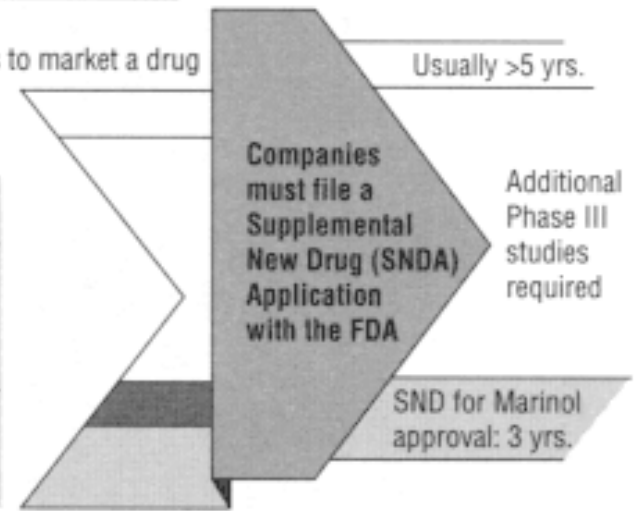 to market a drug
Usually >5 yrs.
Companies
must file a
Supplemental
New Drug (SNDA)
Application
with the FDA
Additional
Phase III
studies
required
SND for Marinol
approval: 3 yrs.